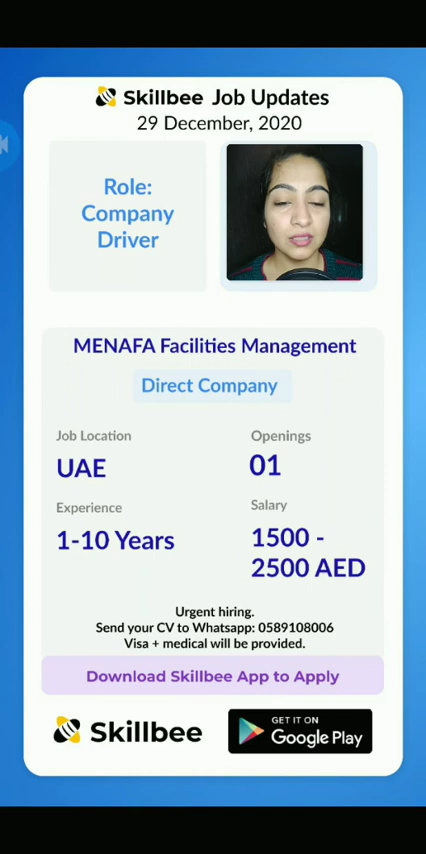 Skillbee Job Updates
29 December, 2020
Role:
Company
Driver
MENAFA Facilities Management
Direct Company
Job Location
Openings
UAE
01
Experience
Salary
1-10 Years
1500 -
2500 AED
Urgent hiring.
Send your CV to Whatsapp: 0589108006
Visa + medical will be provided.
Download Skillbee App to Apply
Skillbee
GET IT ON
Google Play